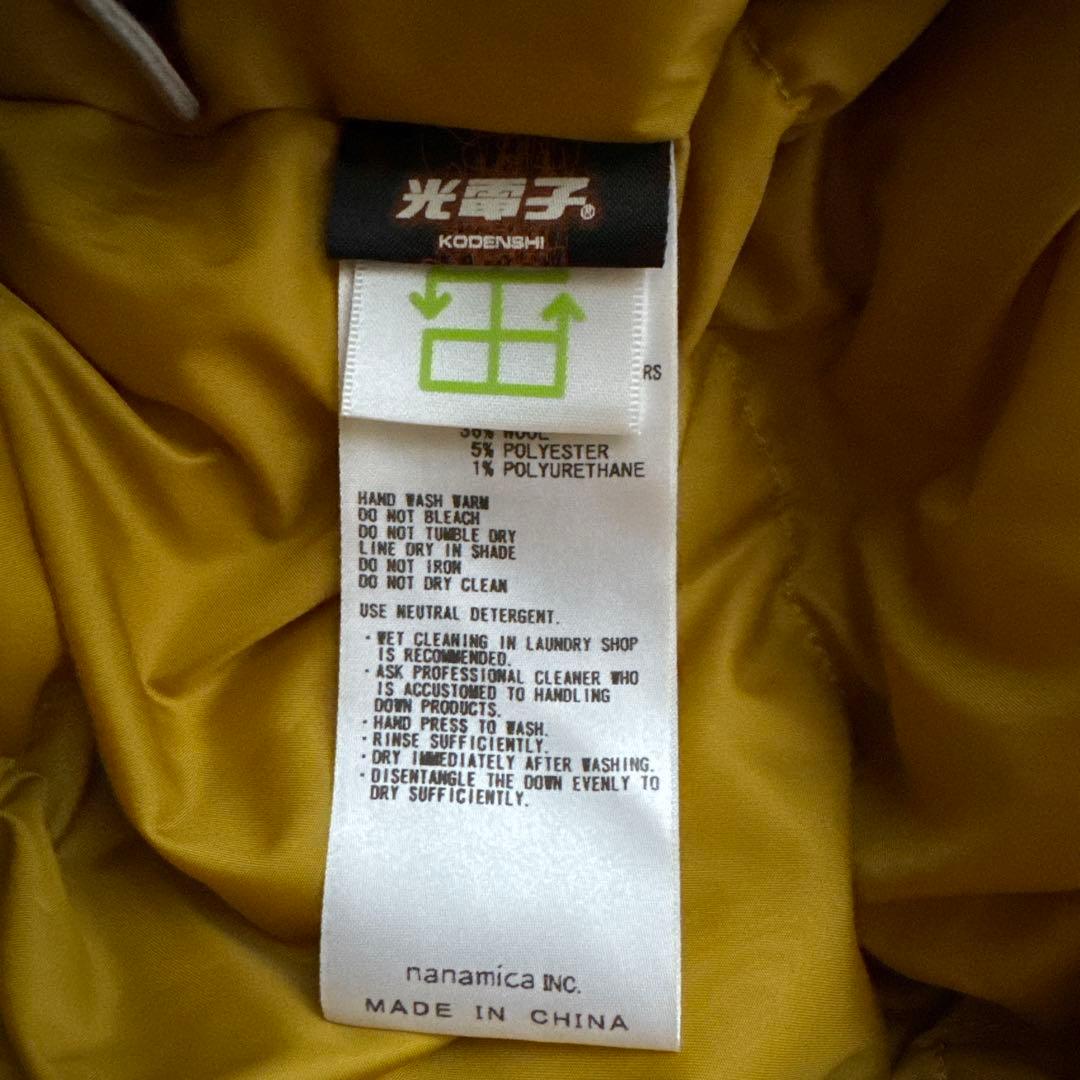 光電子®
KODENSHI
RS
WOOL
5% POLYESTER
1% POLYURETHANE
HAND WASH WARM
DO NOT BLEACH
DO NOT TUMBLE DRY
LINE DRY IN SHADE
DO NOT IRON
DO NOT DRY CLEAN
USE NEUTRAL DETERGENT.
・WET CLEANING IN LAUNDRY SHOP
IS RECOMMENDED.
・ASK PROFESSIONAL CLEANER WHO
IS ACCUSTOMED TO HANDLING
DOWN PRODUCTS.
・HAND PRESS TO WASH.
・RINSE SUFFICIENTLY.
・DRY IMMEDIATELY AFTER WASHING.
・DISENTANGLE THE DOWN EVENLY TO
DRY SUFFICIENTLY.
nanamica INC.
MADE IN CHINA